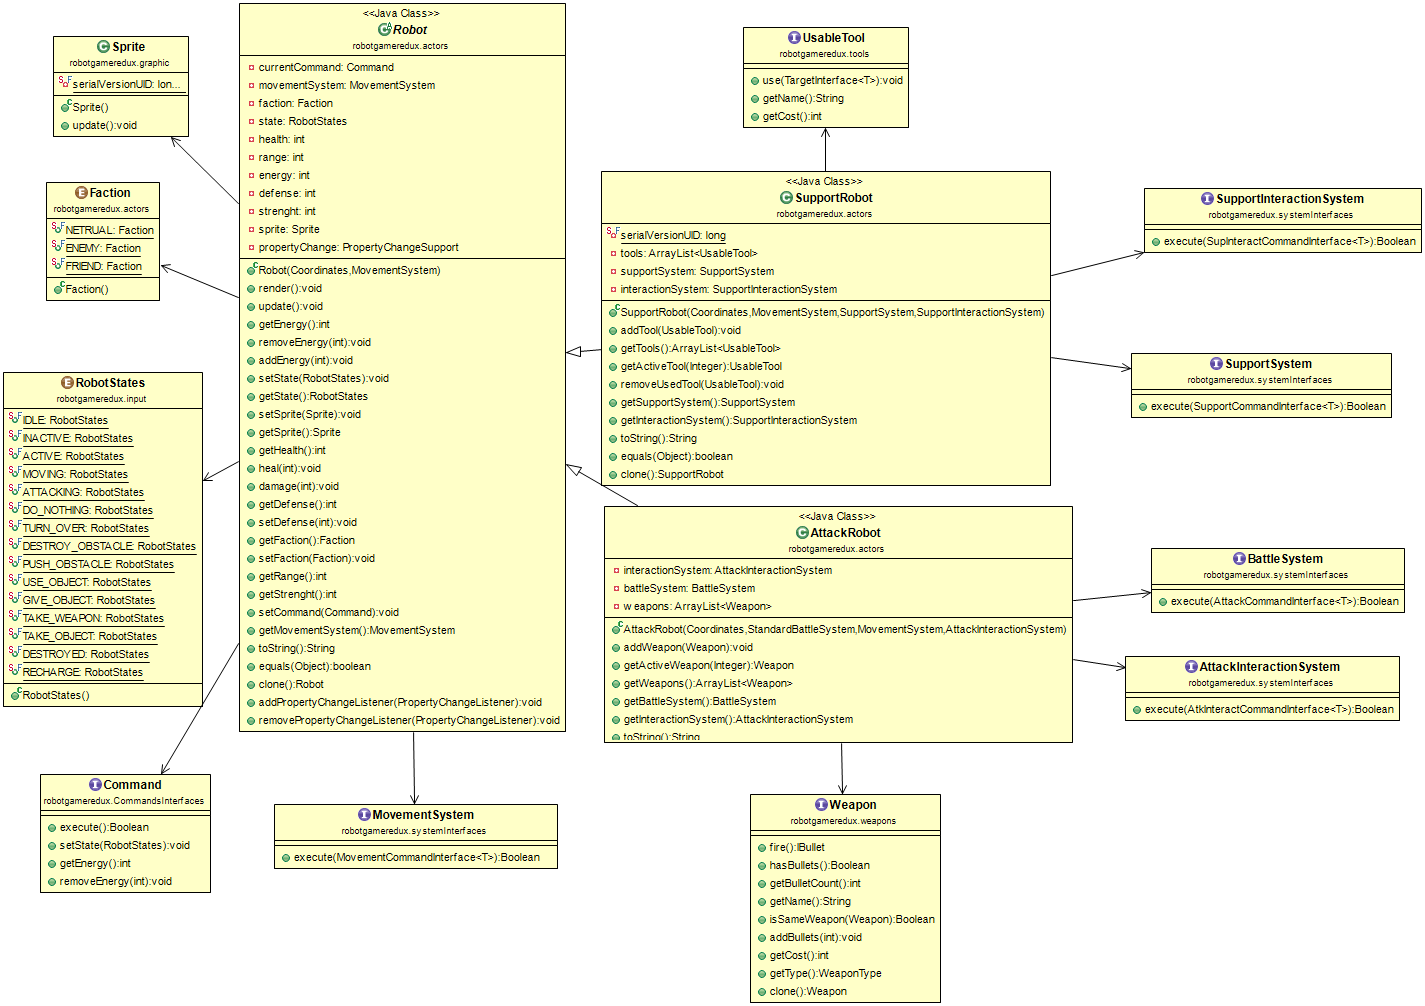 Sprite
robotgameredux.graphic
serialVersionUID: lon...
Sprite()
update():void
Faction
robotgameredux.actors
NETRUAL: Faction
ENEMY: Faction
FRIEND: Faction
Faction()
RobotStates
robotgameredux.input
IDLE: RobotStates
INACTIVE: RobotStates
ACTIVE: RobotStates
MOVING: RobotStates
ATTACKING: RobotStates
DO_NOTHING: RobotStates
TURN_OVER: RobotStates
DESTROY_OBSTACLE: RobotStates
PUSH_OBSTACLE: RobotStates
USE_OBJECT: RobotStates
GIVE_OBJECT: RobotStates
TAKE_WEAPON: RobotStates
TAKE_OBJECT: RobotStates
DESTROYED: RobotStates
RECHARGE: RobotStates
RobotStates()
Command
robotgameredux.CommandsInterfaces
execute():Boolean
setState(RobotStates):void
getEnergy():int
removeEnergy(int):void
<<Java Class>>
Robot
robotgameredux.actors
currentCommand: Command
movementSystem: MovementSystem
faction: Faction
state: RobotStates
health: int
range: int
energy: int
defense: int
strenght: int
sprite: Sprite
propertyChange: PropertyChangeSupport
Robot(Coordinates,MovementSystem)
render():void
update():void
getEnergy():int
removeEnergy(int):void
addEnergy(int):void
setState(RobotStates):void
getState():RobotStates
setSprite(Sprite):void
getSprite():Sprite
getHealth():int
heal(int):void
damage(int):void
getDefense():int
setDefense(int):void
getFaction():Faction
setFaction(Faction):void
getRange():int
getStrenght():int
setCommand(Command):void
getMovementSystem():MovementSystem
toString():String
equals(Object):boolean
clone():Robot
addPropertyChangeListener(PropertyChangeListener):void
removePropertyChangeListener(PropertyChangeListener):void
MovementSystem
robotgameredux.systemInterfaces
execute(MovementCommandInterface<T>):Boolean
UsableTool
robotgameredux.tools
use(TargetInterface<T>):void
getName():String
getCost():int
<<Java Class>>
SupportRobot
robotgameredux.actors
serialVersionUID: long
tools: ArrayList<UsableTool>
supportSystem: SupportSystem
interactionSystem: SupportInteractionSystem
SupportRobot(Coordinates,MovementSystem,SupportSystem,SupportInteractionSystem)
addTool(UsableTool):void
getTools():ArrayList<UsableTool>
getActiveTool(Integer):UsableTool
removeUsedTool(UsableTool):void
getSupportSystem():SupportSystem
getInteractionSystem():SupportInteractionSystem
toString():String
equals(Object):boolean
clone():SupportRobot
<<Java Class>>
AttackRobot
robotgameredux.actors
interactionSystem: AttackInteractionSystem
battleSystem: BattleSystem
weapons: ArrayList<Weapon>
AttackRobot(Coordinates,StandardBattleSystem,MovementSystem,AttackInteractionSystem)
addWeapon(Weapon):void
getActiveWeapon(Integer):Weapon
getWeapons():ArrayList<Weapon>
getBattleSystem():BattleSystem
getInteractionSystem():AttackInteractionSystem
toString():String
Weapon
robotgameredux.weapons
fire():IBullet
hasBullets():Boolean
getBulletCount():int
getName():String
isSameWeapon(Weapon):Boolean
addBullets(int):void
getCost():int
getType():WeaponType
clone():Weapon
SupportInteractionSystem
robotgameredux.systemInterfaces
execute(SupInteractCommandInterface<T>):Boolean
SupportSystem
robotgameredux.systemInterfaces
execute(SupportCommandInterface<T>):Boolean
BattleSystem
robotgameredux.systemInterfaces
execute(AttackCommandInterface<T>):Boolean
AttackInteractionSystem
robotgameredux.systemInterfaces
execute(AtkInteractCommandInterface<T>):Boolean